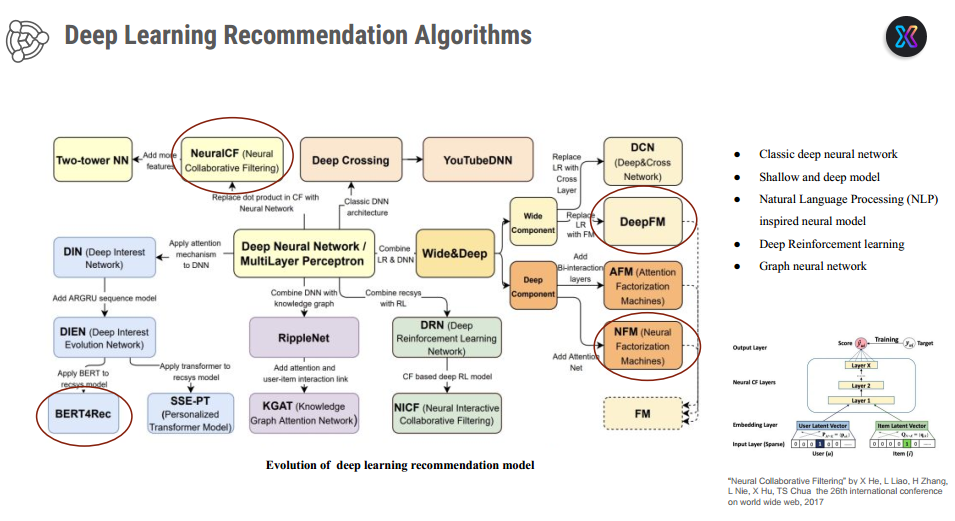 Deep Learning Recommendation Algorithms
Two-tower NN
Add more
features
NeuralCF (Neural
Collaborative Filtering)
Deep Crossing
YouTubeDNN
Replace
LR with
Cross
Layer
DCN
(Deep&Cross
Network)
Replace dot product in CF with
Neural Network
Classic DNN
architecture
Wide
Component
Replace
LR
with FM
DeepFM
DIN (Deep Interest
Network)
Apply attention
mechanism
to DNN
Deep Neural Network /
MultiLayer Perceptron
Combine
LR & DNN
Wide&Deep
Add
Bi-interaction
layers
Deep
Component
AFM (Attention
Factorization
Machines)
Add ARGRU sequence model
Combine DNN with
knowledge graph
Combine recsys
with RL
DIEN (Deep Interest
Evolution Network)
RippleNet
DRN (Deep
Reinforcement Learning
Network)
NFM (Neural
Factorization
Machines)
Add Attention
Net
Apply BERT to
recsys model
Apply transformer to
recsys model
Add attention and
user-item interaction link
CF based deep RL model
BERT4Rec
SSE-PT
(Personalized
Transformer Model)
KGAT (Knowledge
Graph Attention Network)
NICF (Neural Interactive
Collaborative Filtering)
FM
Evolution of deep learning recommendation model
● Classic deep neural network
● Shallow and deep model
● Natural Language Processing (NLP)
inspired neural model
● Deep Reinforcement learning
● Graph neural network
Output Layer
Score
Training
Target
Layer X
Neural CF Layers
Layer 2
Layer 1
Embedding Layer
User Latent Vector
Item Latent Vector
Input Layer (Sparse)
0 0 0 1 0 0
0 0 0 0 1 0
User (u)
Item (i)
"Neural Collaborative Filtering" by X He, L Liao, H Zhang,
L Nie, X Hu, TS Chua the 26th international conference
on world wide web, 2017